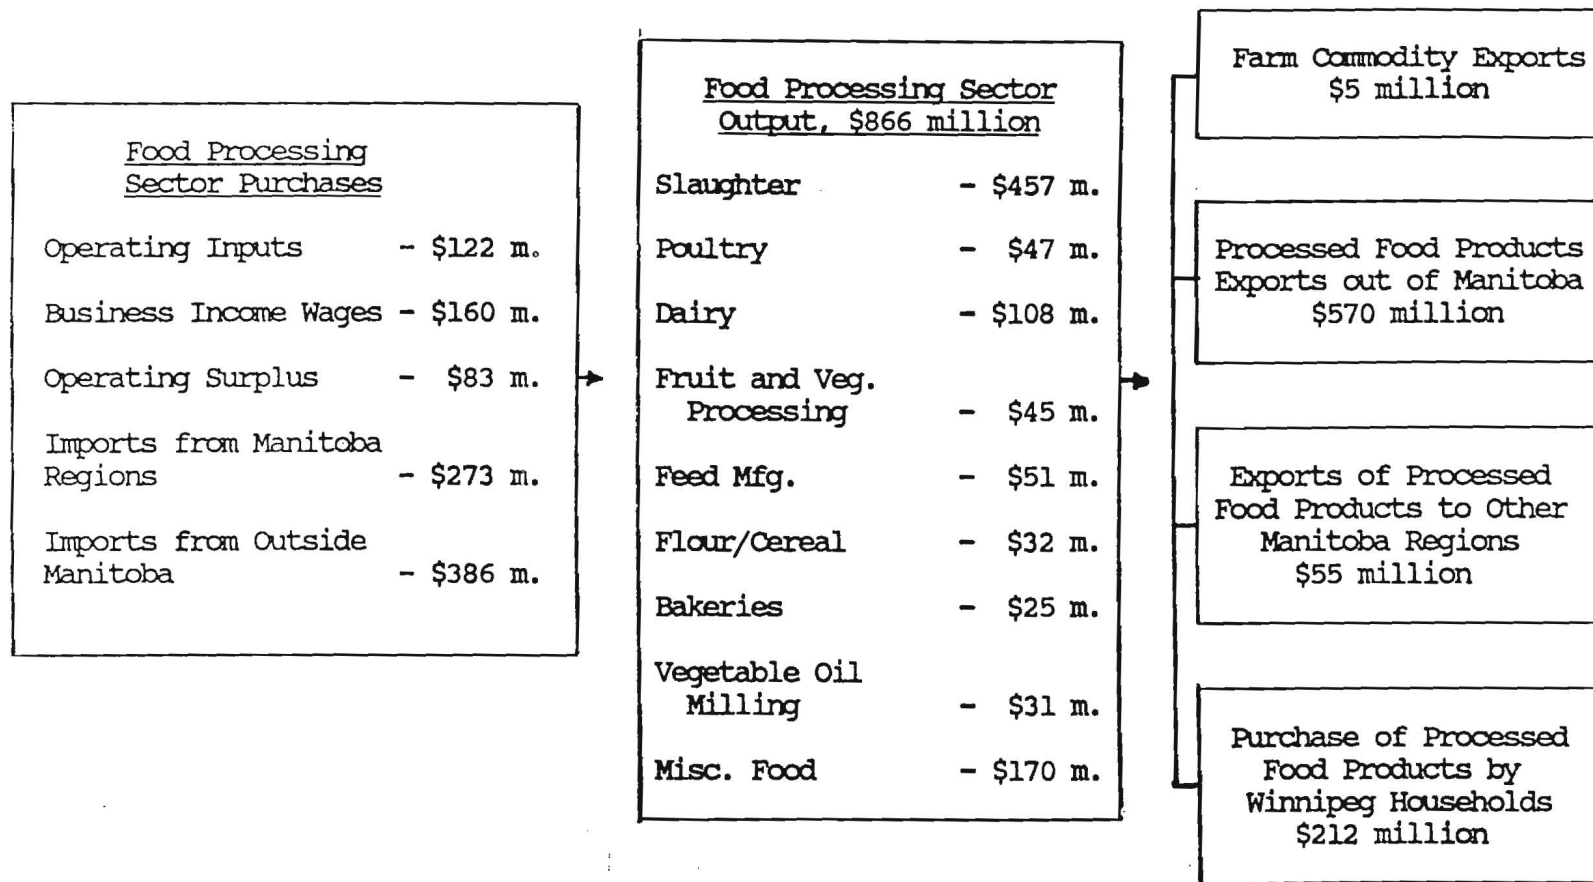 Food Processing
Sector Purchases
Operating Inputs - $122 m.
Business Income Wages - $160 m.
Operating Surplus - $83 m.
Imports from Manitoba
Regions - $273 m.
Imports from Outside
Manitoba - $386 m.
Food Processing Sector
Output, $866 million
Slaughter - $457 m.
Poultry - $47 m.
Dairy - $108 m.
Fruit and Veg.
Processing - $45 m.
Feed Mfg. - $51 m.
Flour/Cereal - $32 m.
Bakeries - $25 m.
Vegetable Oil
Milling - $31 m.
Misc. Food - $170 m.
Farm Commodity Exports
$5 million
Processed Food Products
Exports out of Manitoba
$570 million
Exports of Processed
Food Products to Other
Manitoba Regions
$55 million
Purchase of Processed
Food Products by
Winnipeg Households
$212 million